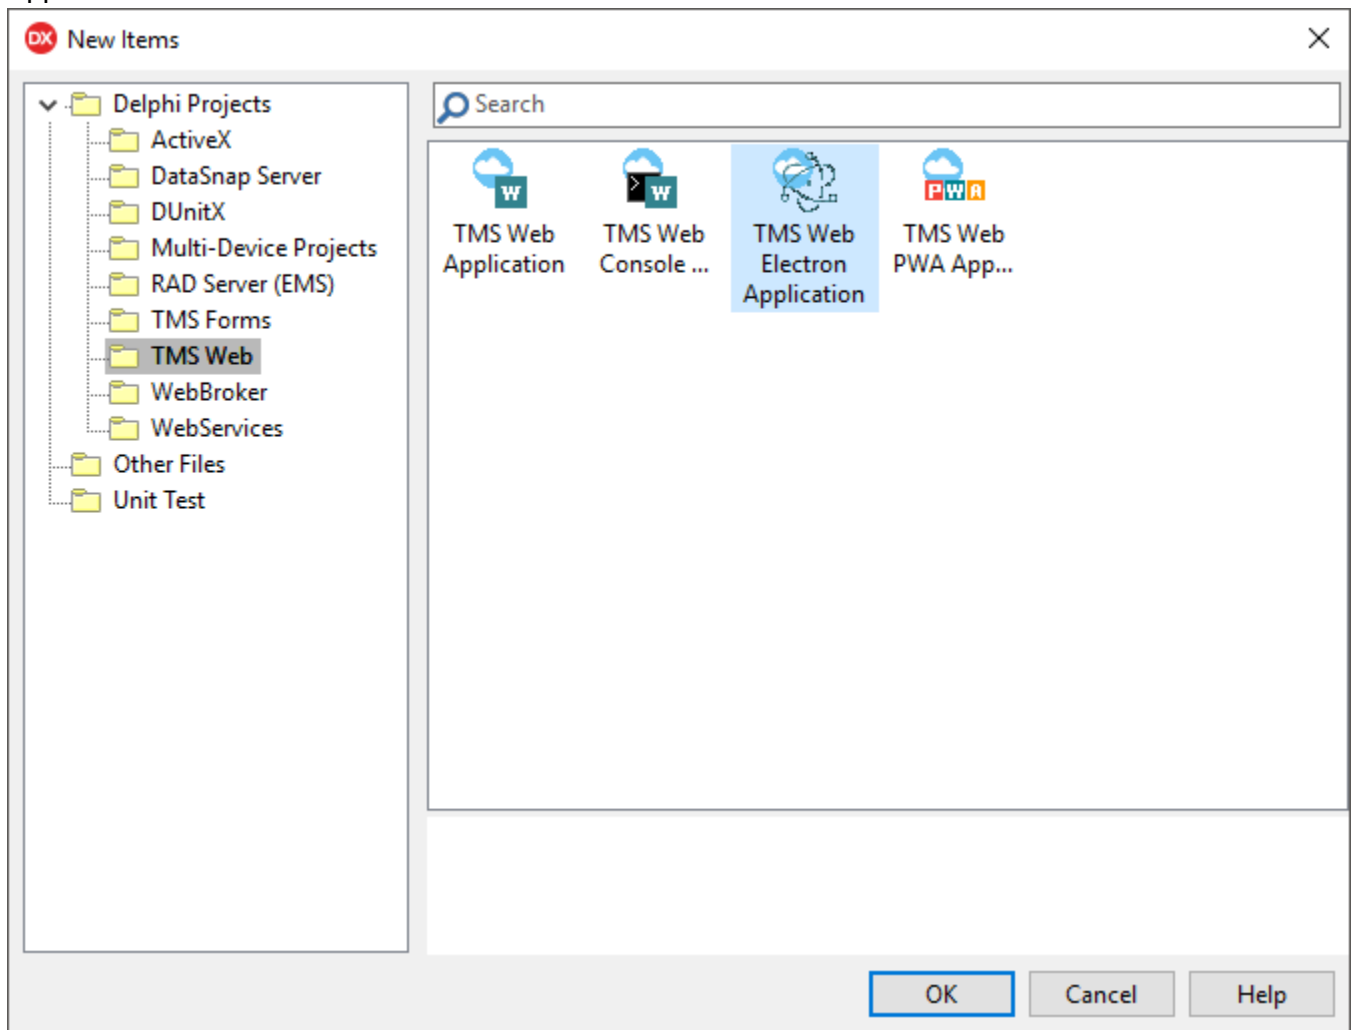 DX New Items
Delphi Projects
ActiveX
DataSnap Server
DUnitX
Multi-Device Projects
RAD Server (EMS)
TMS Forms
TMS Web
WebBroker
WebServices
Other Files
Unit Test
Search
W
TMS Web
Application
W
TMS Web
Console ...
TMS Web
Electron
Application
PWA
TMS Web
PWA App...
OK
Cancel
Help